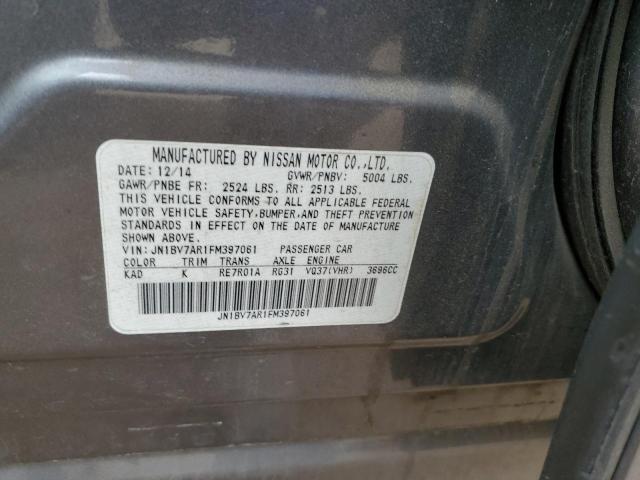 MANUFACTURED BY NISSAN MOTOR CO.,LTD.
DATE: 12/14 GVWR/PNBV: 5004 LBS.
GAWR/PNBE FR: 2524 LBS. RR: 2513 LBS.
THIS VEHICLE CONFORMS TO ALL APPLICABLE FEDERAL
MOTOR VEHICLE SAFETY,BUMPER,AND THEFT PREVENTION
STANDARDS IN EFFECT ON THE DATE OF MANUFACTURE
SHOWN ABOVE.
VIN: JN1BV7AR1FM397061 PASSENGER CAR
COLOR TRIM TRANS AXLE ENGINE
KAD K RE7R01A RG31 VQ37(VHR) 3696CC
JN1BV7AR1FM397061